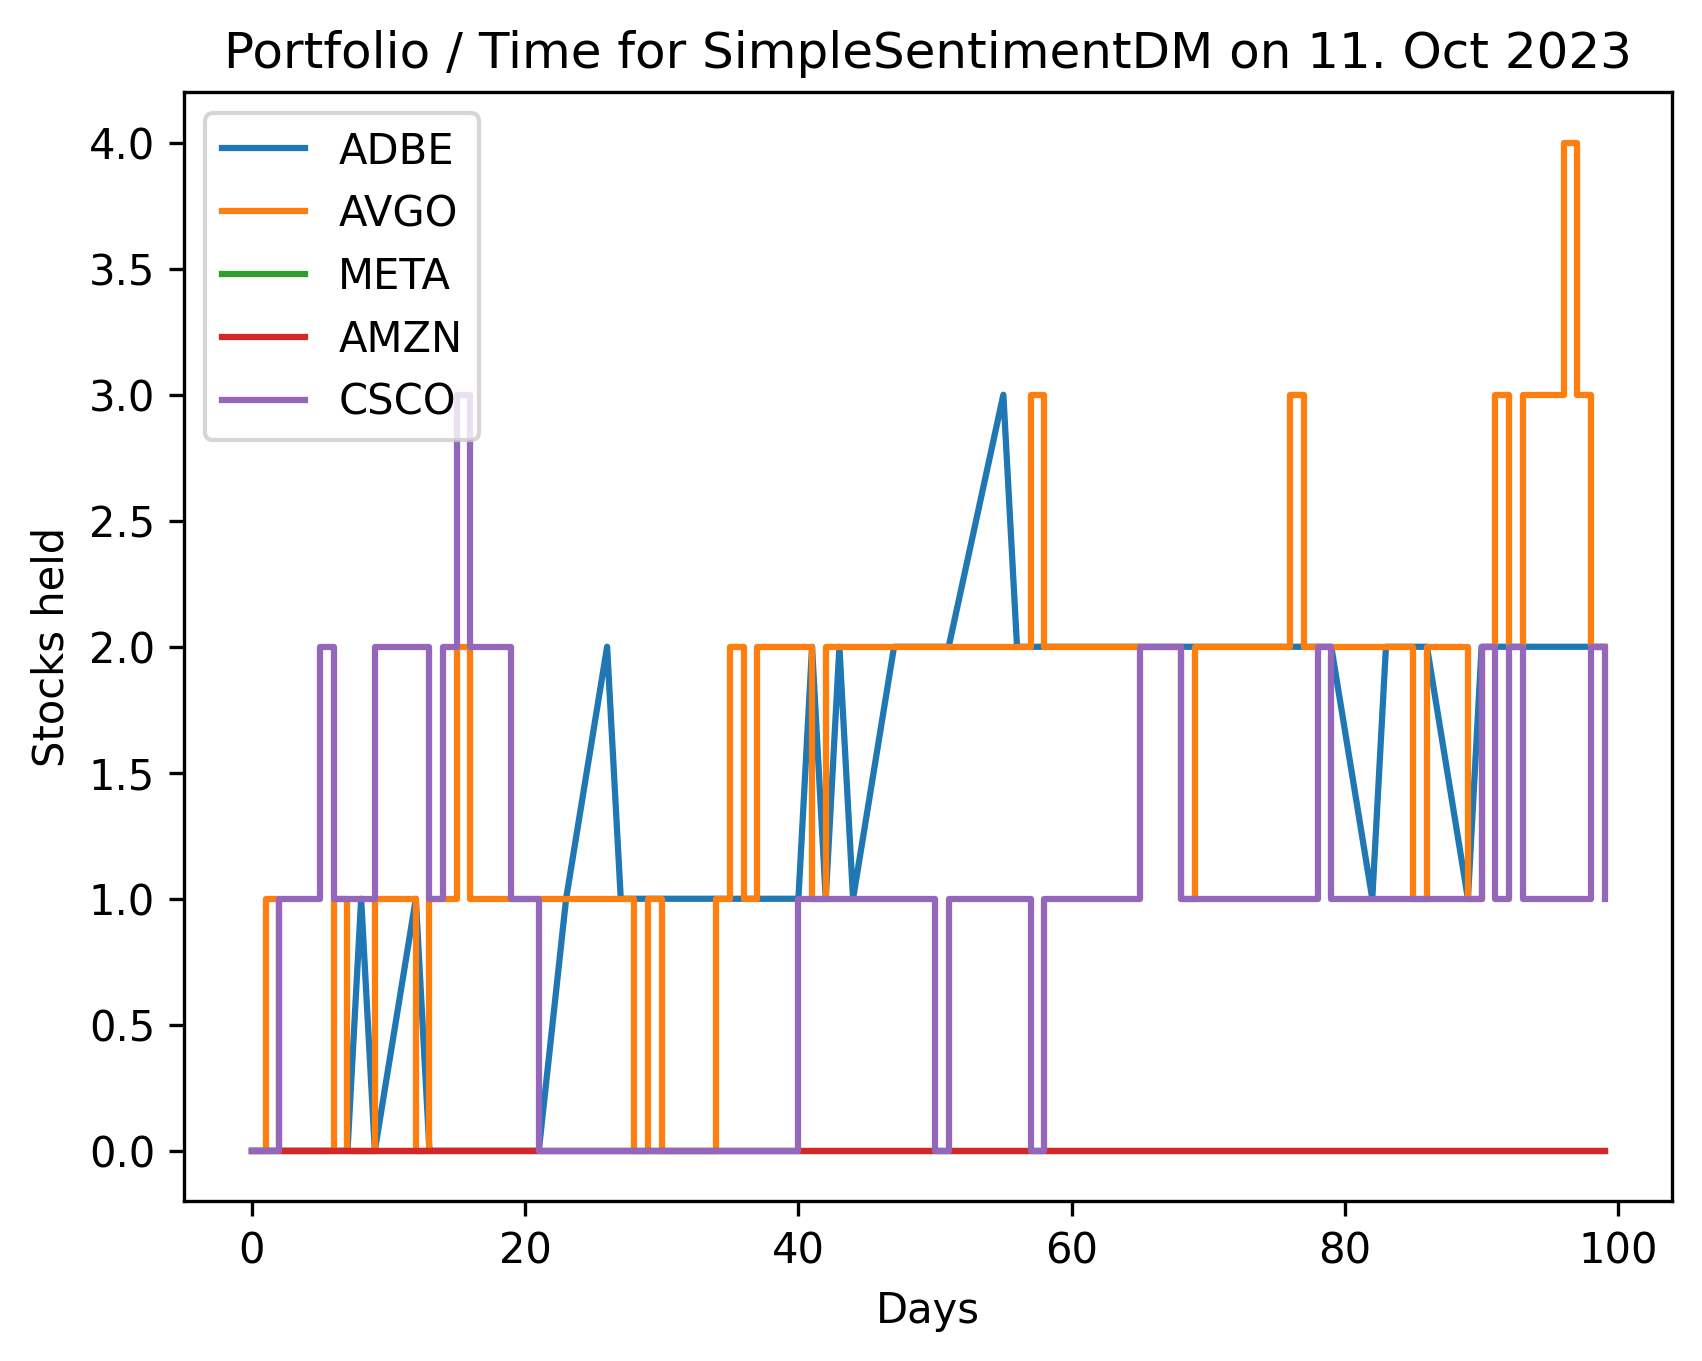 Portfolio / Time for SimpleSentimentDM on 11. Oct 2023
ADBE
AVGO
META
AMZN
CSCO
4.0
3.5
3.0
2.5
2.0
1.5
1.0
0.5
0.0
Stocks held
0 20 40 60 80 100
Days